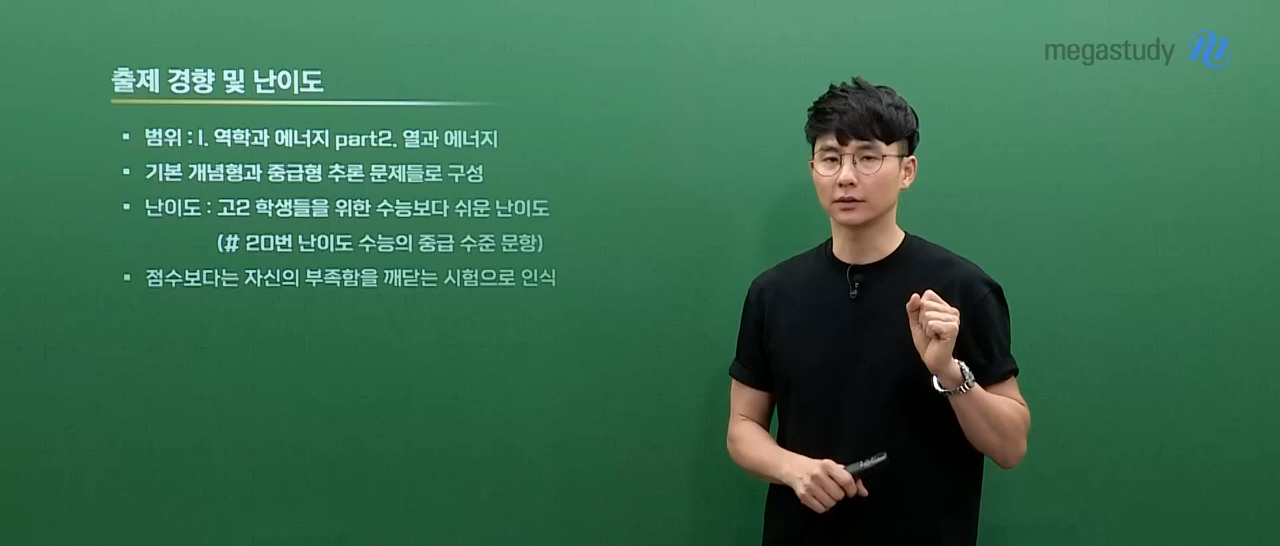 출제 경향 및 난이도
megastudy
▪ 범위 : I. 역학과 에너지 part2. 열과 에너지
▪ 기본 개념형과 중급형 추론 문제들로 구성
▪ 난이도 : 고2 학생들을 위한 수능보다 쉬운 난이도
(# 20번 난이도 수능의 중급 수준 문항)
▪ 점수보다는 자신의 부족함을 깨닫는 시험으로 인식